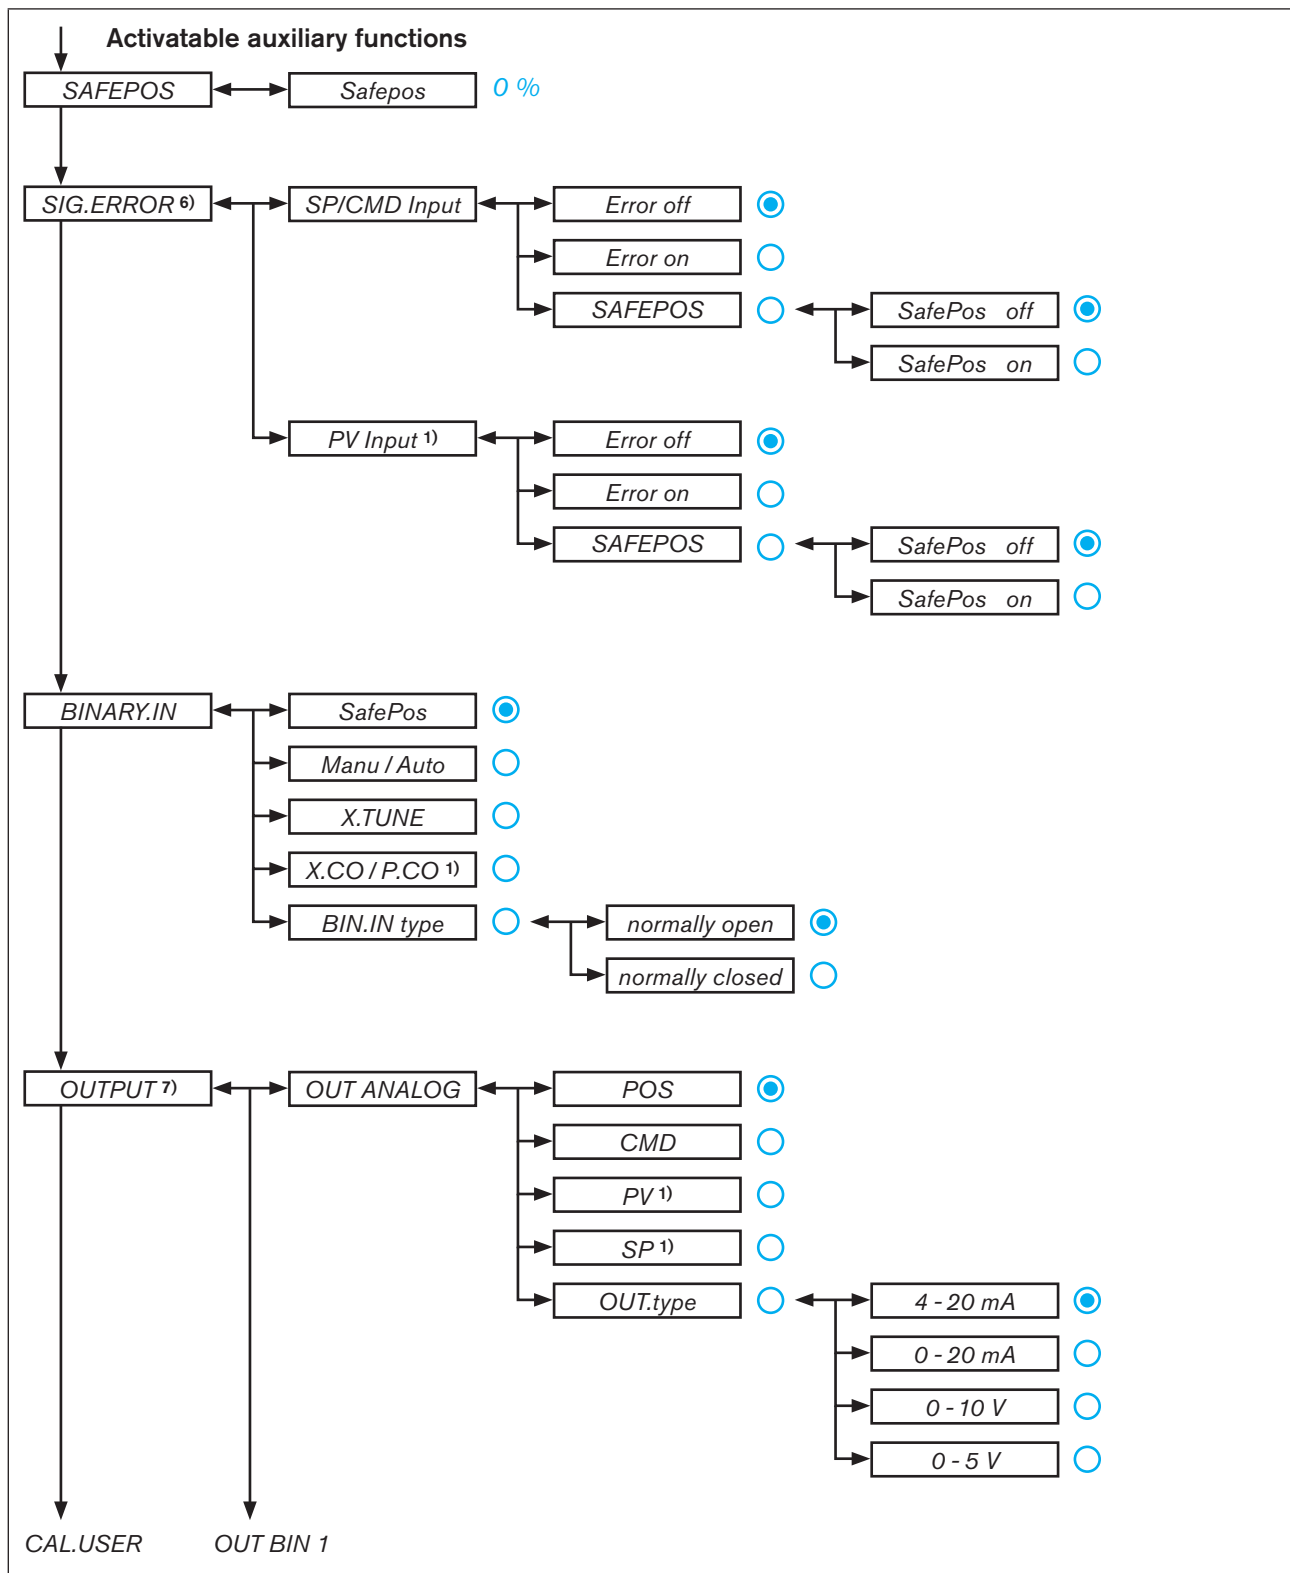 Activatable auxiliary functions
SAFEPOS Safepos 0 %
SIG.ERROR 6) SP/CMD Input Error off
Error on
SAFEPOS SafePos off
SafePos on
PV Input 1) Error off
Error on
SAFEPOS SafePos off
SafePos on
BINARY.IN SafePos
Manu / Auto
X.TUNE
X.CO / P.CO 1)
BIN.IN type normally open
normally closed
OUTPUT 7) OUT ANALOG POS
CMD
PV 1)
SP 1)
OUT.type 4 - 20 mA
0 - 20 mA
0 - 10 V
0 - 5 V
CAL.USER OUT BIN 1